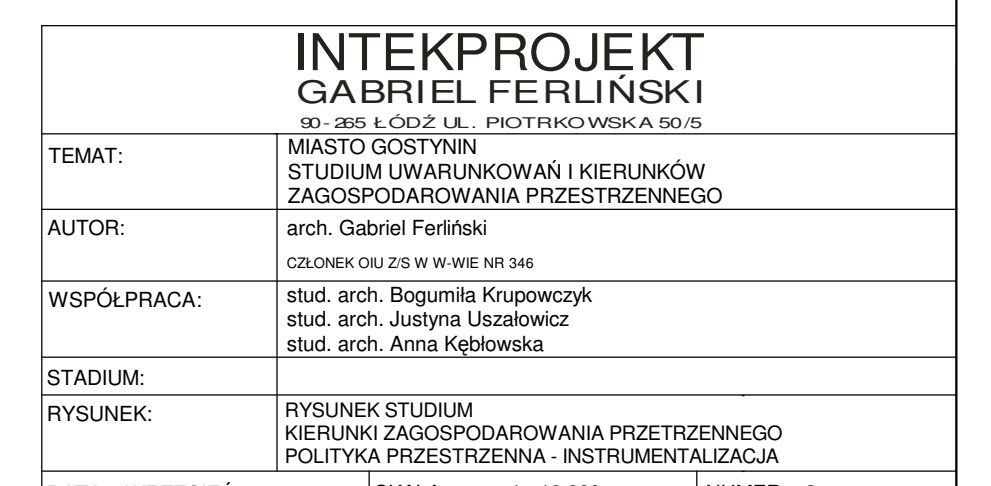 INTEKPROJEKT
GABRIEL FERLIŃSKI
90-265 ŁÓDŹ UL. PIOTRKOWSKA 50/5
TEMAT:
MIASTO GOSTYNIN
STUDIUM UWARUNKOWAŃ I KIERUNKÓW
ZAGOSPODAROWANIA PRZESTRZENNEGO
AUTOR:
arch. Gabriel Ferliński
CZŁONEK OIU Z/S W W-WIE NR 346
WSPÓŁPRACA:
stud. arch. Bogumiła Krupowczyk
stud. arch. Justyna Uszałowicz
stud. arch. Anna Kębłowska
STADIUM:
RYSUNEK:
RYSUNEK STUDIUM
KIERUNKI ZAGOSPODAROWANIA PRZETRZENNEGO
POLITYKA PRZESTRZENNA - INSTRUMENTALIZACJA